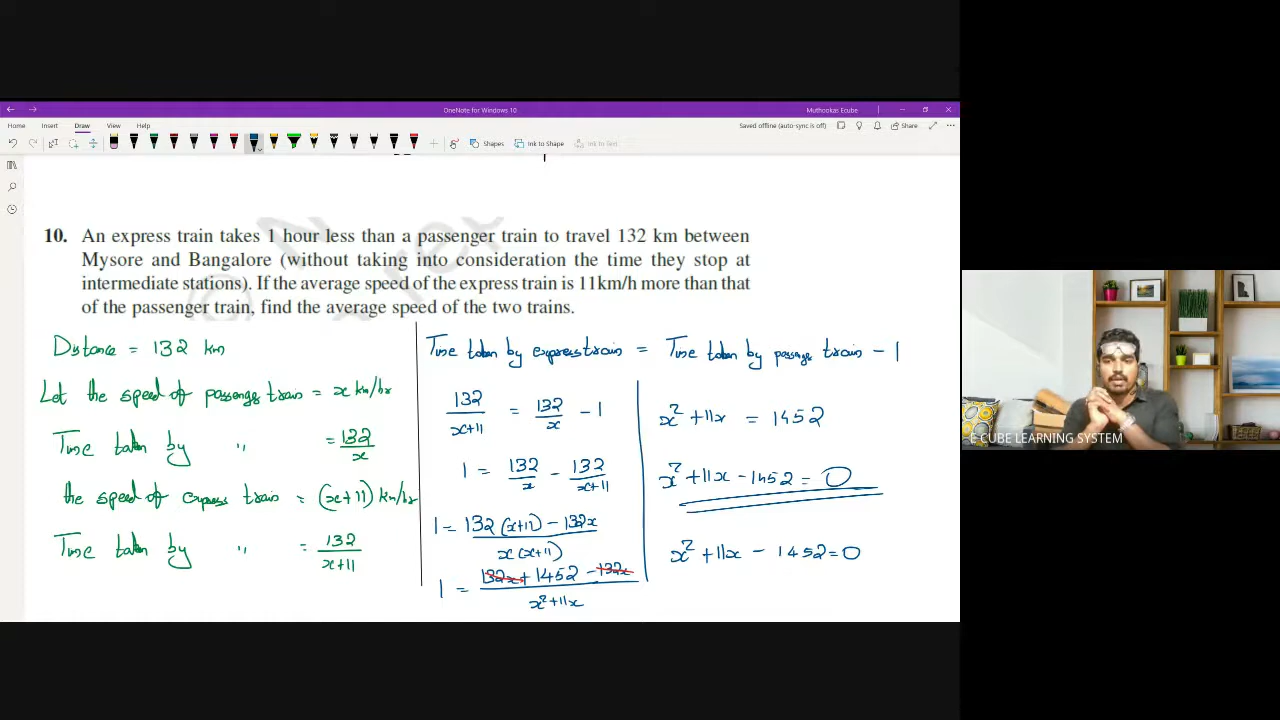 OneNote for Windows 10
Muthookas Ecube
Home Insert Draw View Help
Saved offline (auto-sync is off)
Share
Shapes
Ink to Shape
Ink to Text
10. An express train takes 1 hour less than a passenger train to travel 132 km between
Mysore and Bangalore (without taking into consideration the time they stop at
intermediate stations). If the average speed of the express train is 11km/h more than that
of the passenger train, find the average speed of the two trains.
Distance = 132 km
Let the speed of passenger train = x km/hr
Time taken by " = 132/x
the speed of express train = (x+11) km/hr
Time taken by " = 132/x+11
Time taken by express train = Time taken by passenger train - 1
132/x+11 = 132/x - 1
1 = 132/x - 132/x+11
1 = 132(x+11) - 132x/x(x+11)
1 = 132x + 1452 - 132x/x²+11x
x² + 11x = 1452
x² + 11x - 1452 = 0
x² + 11x - 1452 = 0
E CUBE LEARNING SYSTEM